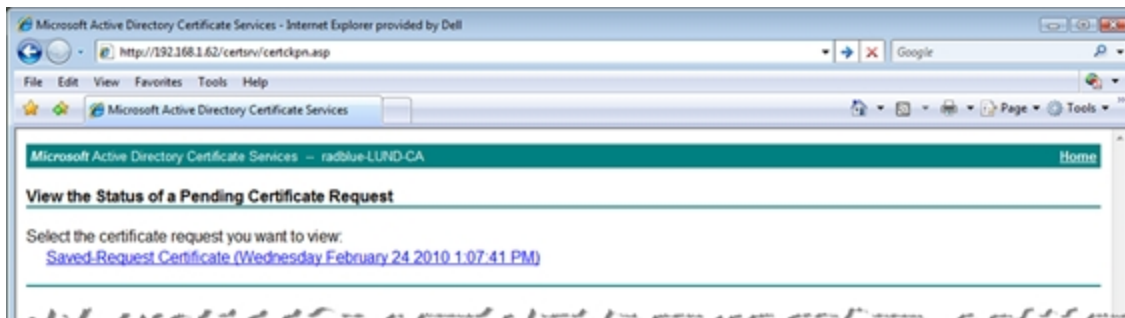 Microsoft Active Directory Certificate Services - Internet Explorer provided by Dell
http://192.168.1.62/certsrv/certckpn.asp
Google
File Edit View Favorites Tools Help
Microsoft Active Directory Certificate Services
Page Tools
Microsoft Active Directory Certificate Services -- radblue-LUND-CA Home
View the Status of a Pending Certificate Request
Select the certificate request you want to view:
Saved-Request Certificate (Wednesday February 24 2010 1:07:41 PM)